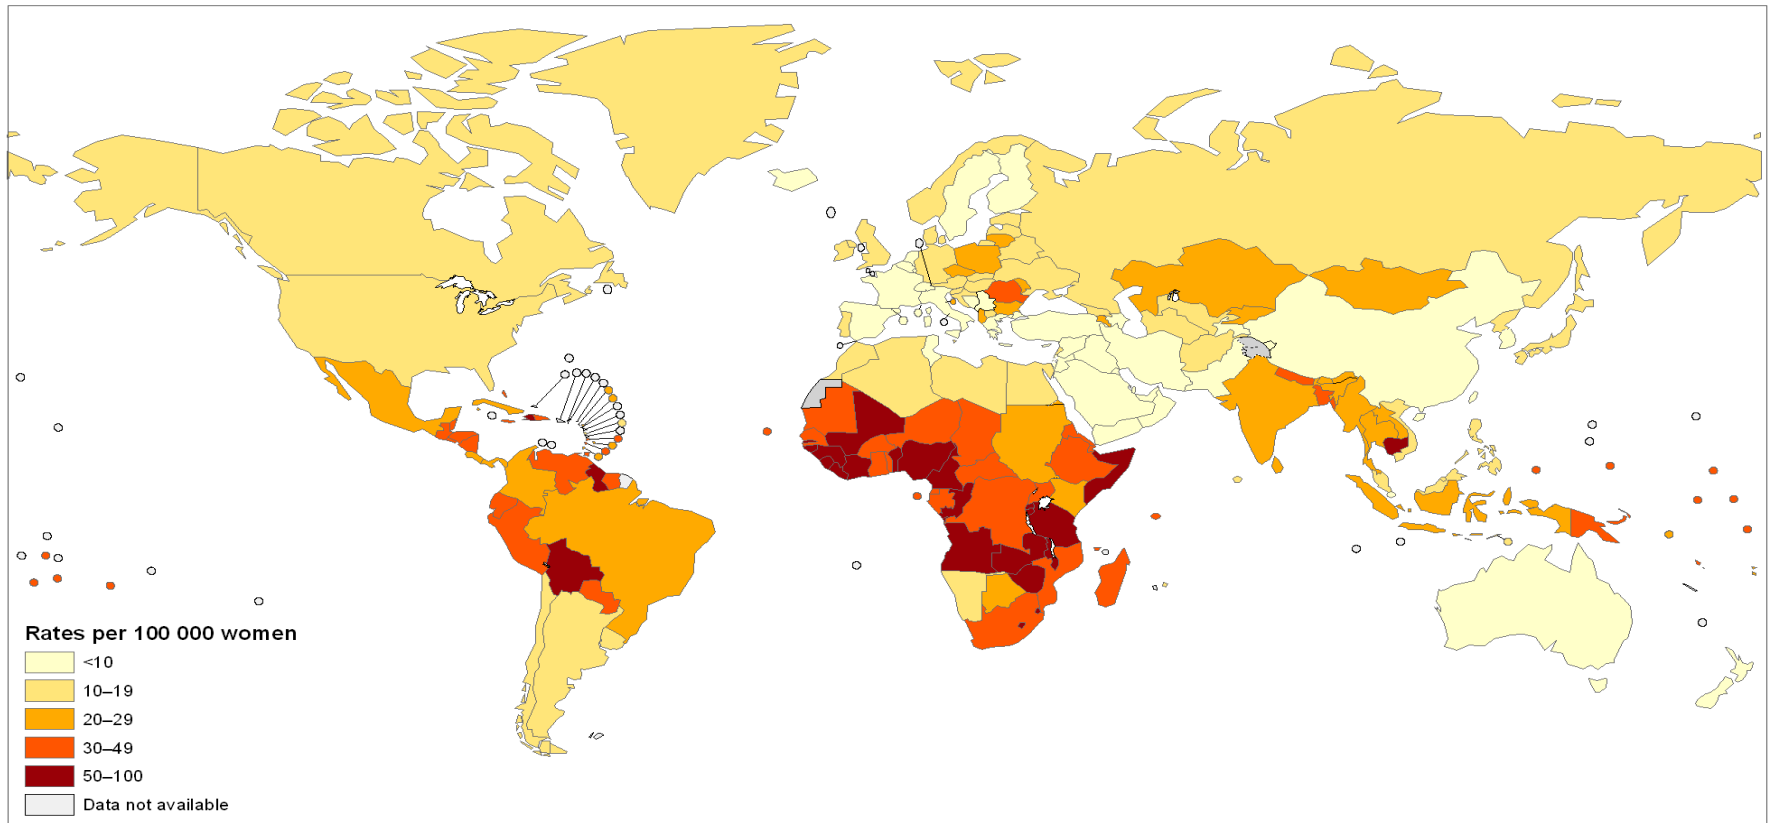 Rates per 100 000 women
<10
10–19
20–29
30–49
50–100
Data not available